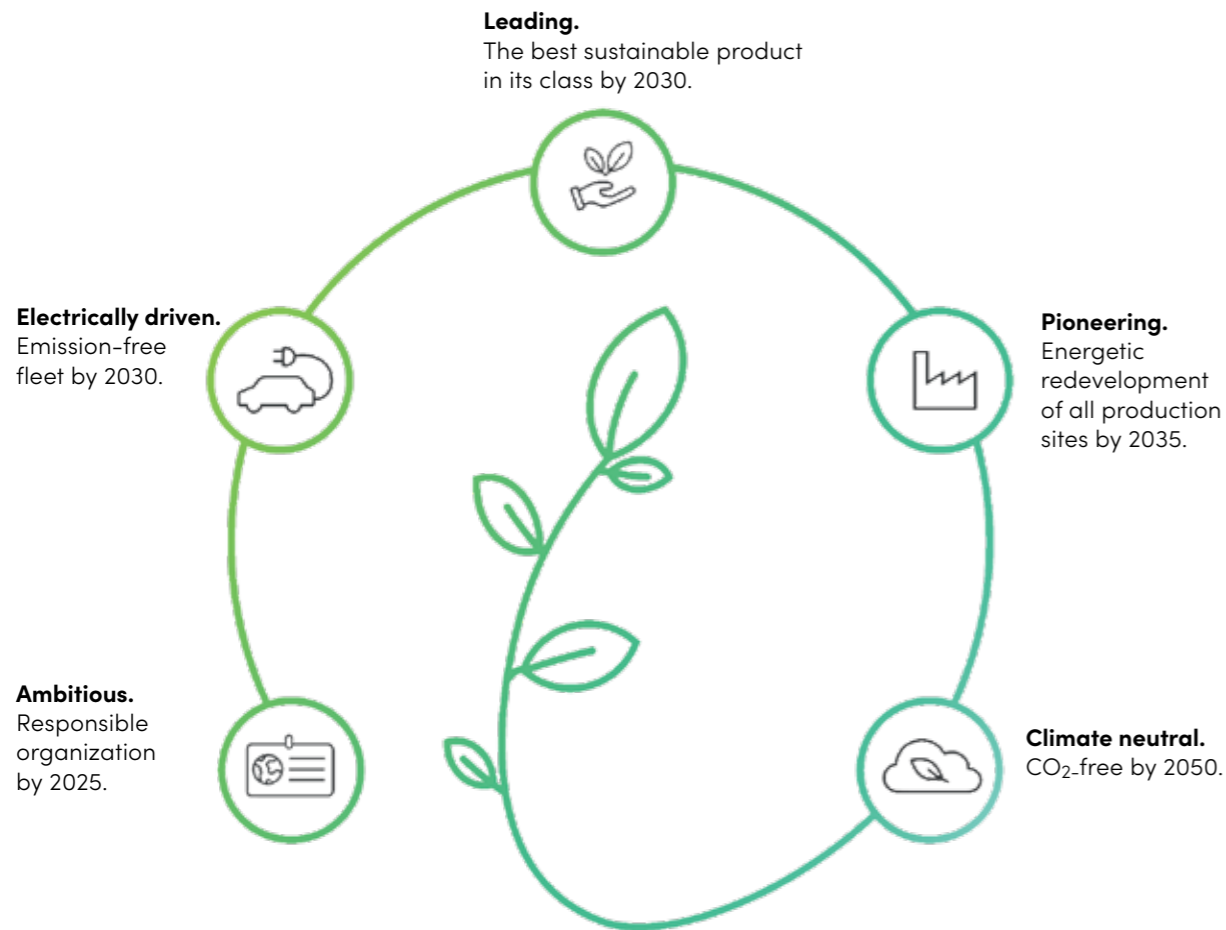 Leading.
The best sustainable product
in its class by 2030.
Electrically driven.
Emission-free
fleet by 2030.
Pioneering.
Energetic
redevelopment
of all production
sites by 2035.
Ambitious.
Responsible
organization
by 2025.
Climate neutral.
CO₂-free by 2050.